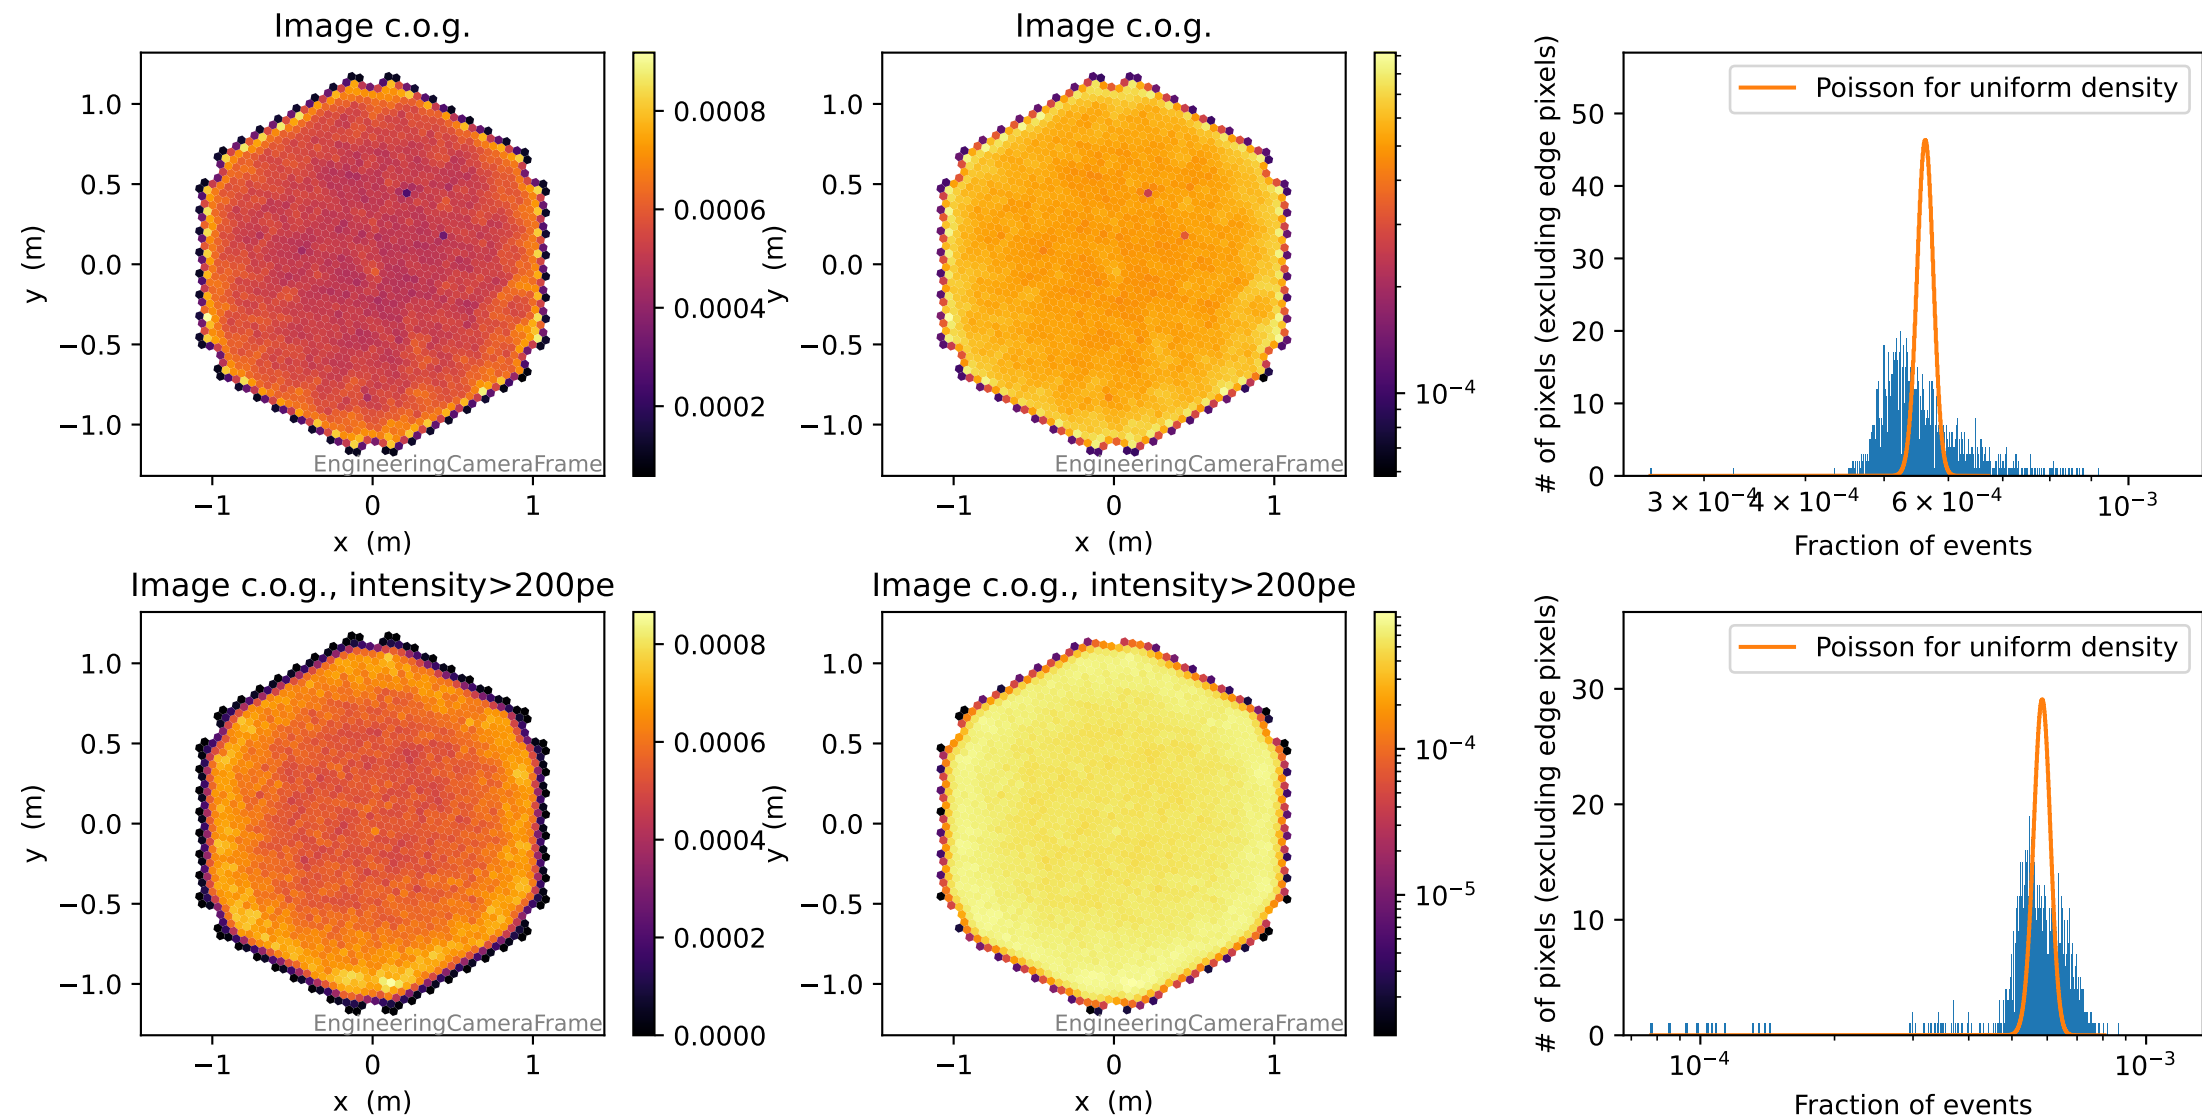 Image c.o.g.
1.0
0.5
0.0
−0.5
−1.0
y (m)
−1
0
1
x (m)
EngineeringCameraFrame
0.0008
0.0006
0.0004
0.0002
Image c.o.g.
1.0
0.5
0.0
−0.5
−1.0
y (m)
−1
0
1
x (m)
EngineeringCameraFrame
10⁻⁴
# of pixels (excluding edge pixels)
50
40
30
20
10
0
Poisson for uniform density
3 × 10⁻⁴
4 × 10⁻⁴
6 × 10⁻⁴
10⁻³
Fraction of events
Image c.o.g., intensity>200pe
1.0
0.5
0.0
−0.5
−1.0
y (m)
−1
0
1
x (m)
EngineeringCameraFrame
0.0008
0.0006
0.0004
0.0002
0.0000
Image c.o.g., intensity>200pe
1.0
0.5
0.0
−0.5
−1.0
y (m)
−1
0
1
x (m)
EngineeringCameraFrame
10⁻⁴
10⁻⁵
# of pixels (excluding edge pixels)
30
20
10
0
Poisson for uniform density
10⁻⁴
10⁻³
Fraction of events